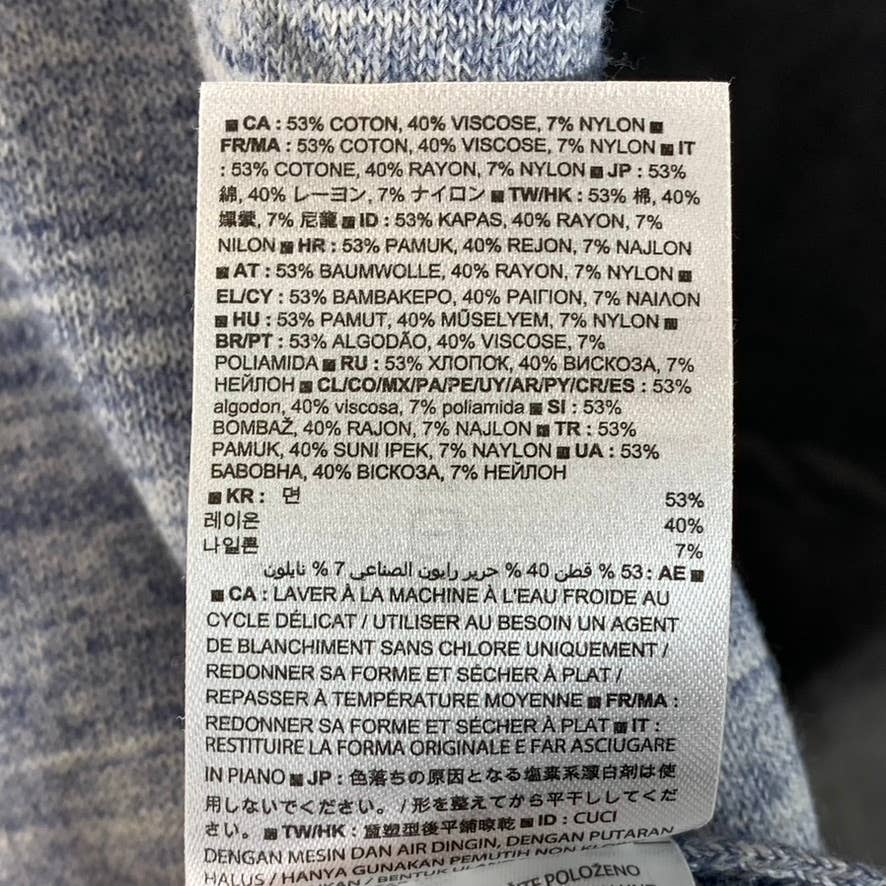 ■ CA : 53% COTON, 40% VISCOSE, 7% NYLON ■
FR/MA : 53% COTON, 40% VISCOSE, 7% NYLON ■ IT
: 53% COTONE, 40% RAYON, 7% NYLON ■ JP : 53%
綿, 40% レーヨン, 7% ナイロン ■ TW/HK : 53% 棉, 40%
嫘縈, 7% 尼龍 ■ ID : 53% KAPAS, 40% RAYON, 7%
NILON ■ HR : 53% PAMUK, 40% REJON, 7% NAJLON
■ AT : 53% BAUMWOLLE, 40% RAYON, 7% NYLON ■
EL/CY : 53% ΒΑΜΒΑΚΕΡΟ, 40% ΡΑΙΓΙΟΝ, 7% ΝΑΙΛΟΝ
■ HU : 53% PAMUT, 40% MŰSELYEM, 7% NYLON ■
BR/PT : 53% ALGODÃO, 40% VISCOSE, 7%
POLIAMIDA ■ RU : 53% ХЛОПОК, 40% ВИСКОЗА, 7%
НЕЙЛОН ■ CL/CO/MX/PA/PE/UY/AR/PY/CR/ES : 53%
algodon, 40% viscosa, 7% poliamida ■ SI : 53%
BOMBAŽ, 40% RAJON, 7% NAJLON ■ TR : 53%
PAMUK, 40% SUNI IPEK, 7% NAYLON ■ UA : 53%
БАВОВНА, 40% ВІСКОЗА, 7% НЕЙЛОН
■ KR : 면 53%
레이온 40%
나일론 7%
■ AE : 53 % قطن 40 % حرير رايون الصناعي 7 % نايلون
■ CA : LAVER À LA MACHINE À L'EAU FROIDE AU
CYCLE DÉLICAT / UTILISER AU BESOIN UN AGENT
DE BLANCHIMENT SANS CHLORE UNIQUEMENT /
REDONNER SA FORME ET SÉCHER À PLAT /
REPASSER À TEMPÉRATURE MOYENNE ■ FR/MA :
REDONNER SA FORME ET SÉCHER À PLAT ■ IT :
RESTITUIRE LA FORMA ORIGINALE E FAR ASCIUGARE
IN PIANO ■ JP : 色落ちの原因となる塩素系漂白剤は使
用しないでください。 / 形を整えてから平干ししてくだ
さい。 ■ TW/HK : 重塑型後平鋪晾乾 ■ ID : CUCI
DENGAN MESIN DAN AIR DINGIN, DENGAN PUTARAN
HALUS / HANYA GUNAKAN PEMUTIH NON
POLOŽENO